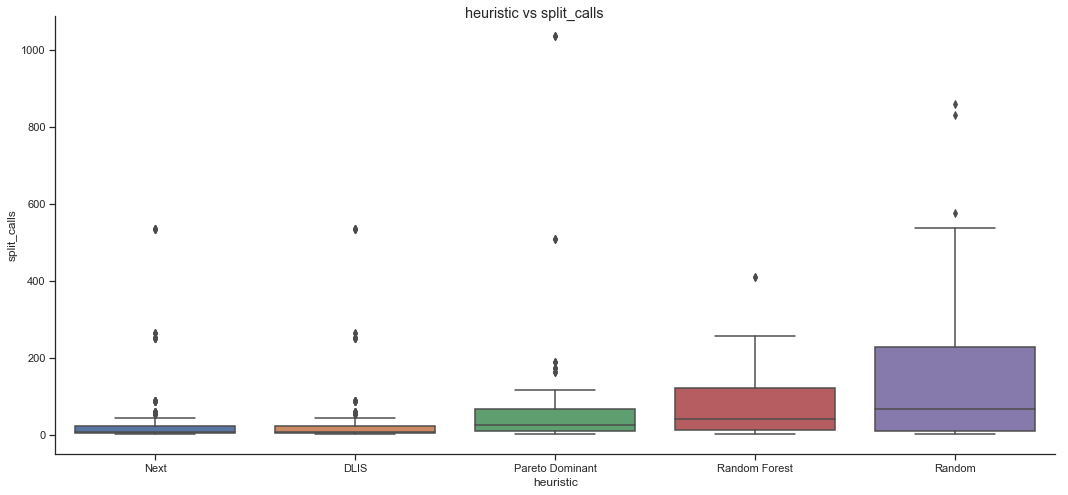 heuristic vs split_calls
1000
800
600
400
200
0
split_calls
Next
DLIS
Pareto Dominant
Random Forest
Random
heuristic